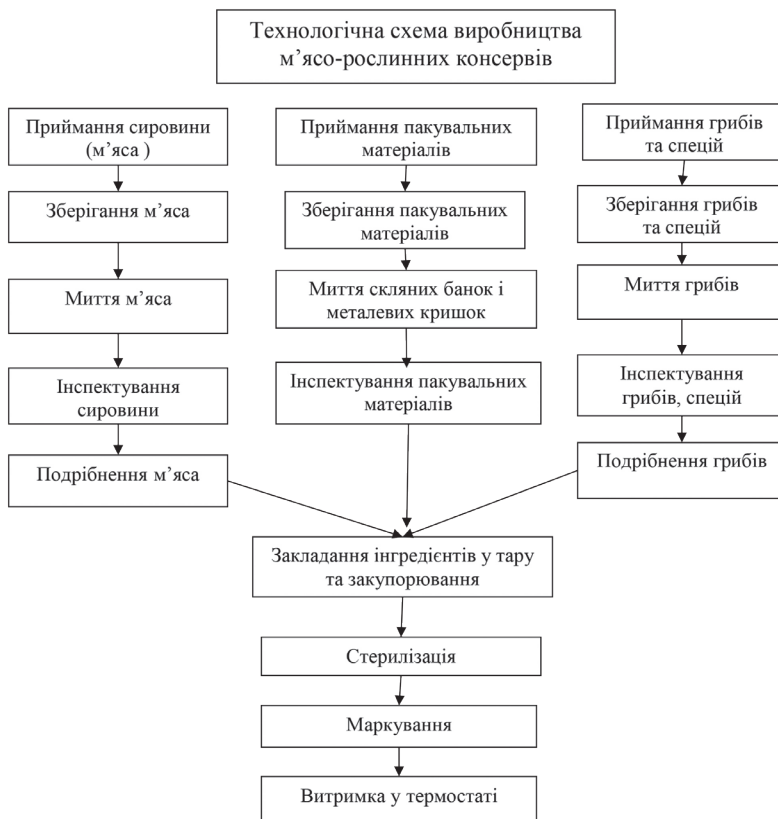 Технологічна схема виробництва
м’ясо-рослинних консервів
Приймання сировини
(м’яса )
Зберігання м’яса
Миття м’яса
Інспектування
сировини
Подрібнення м’яса
Приймання пакувальних
матеріалів
Зберігання пакувальних
матеріалів
Миття скляних банок і
металевих кришок
Інспектування пакувальних
матеріалів
Приймання грибів
та спецій
Зберігання грибів
та спецій
Миття грибів
Інспектування
грибів, спецій
Подрібнення грибів
Закладання інгредієнтів у тару
та закупорювання
Стерилізація
Маркування
Витримка у термостаті